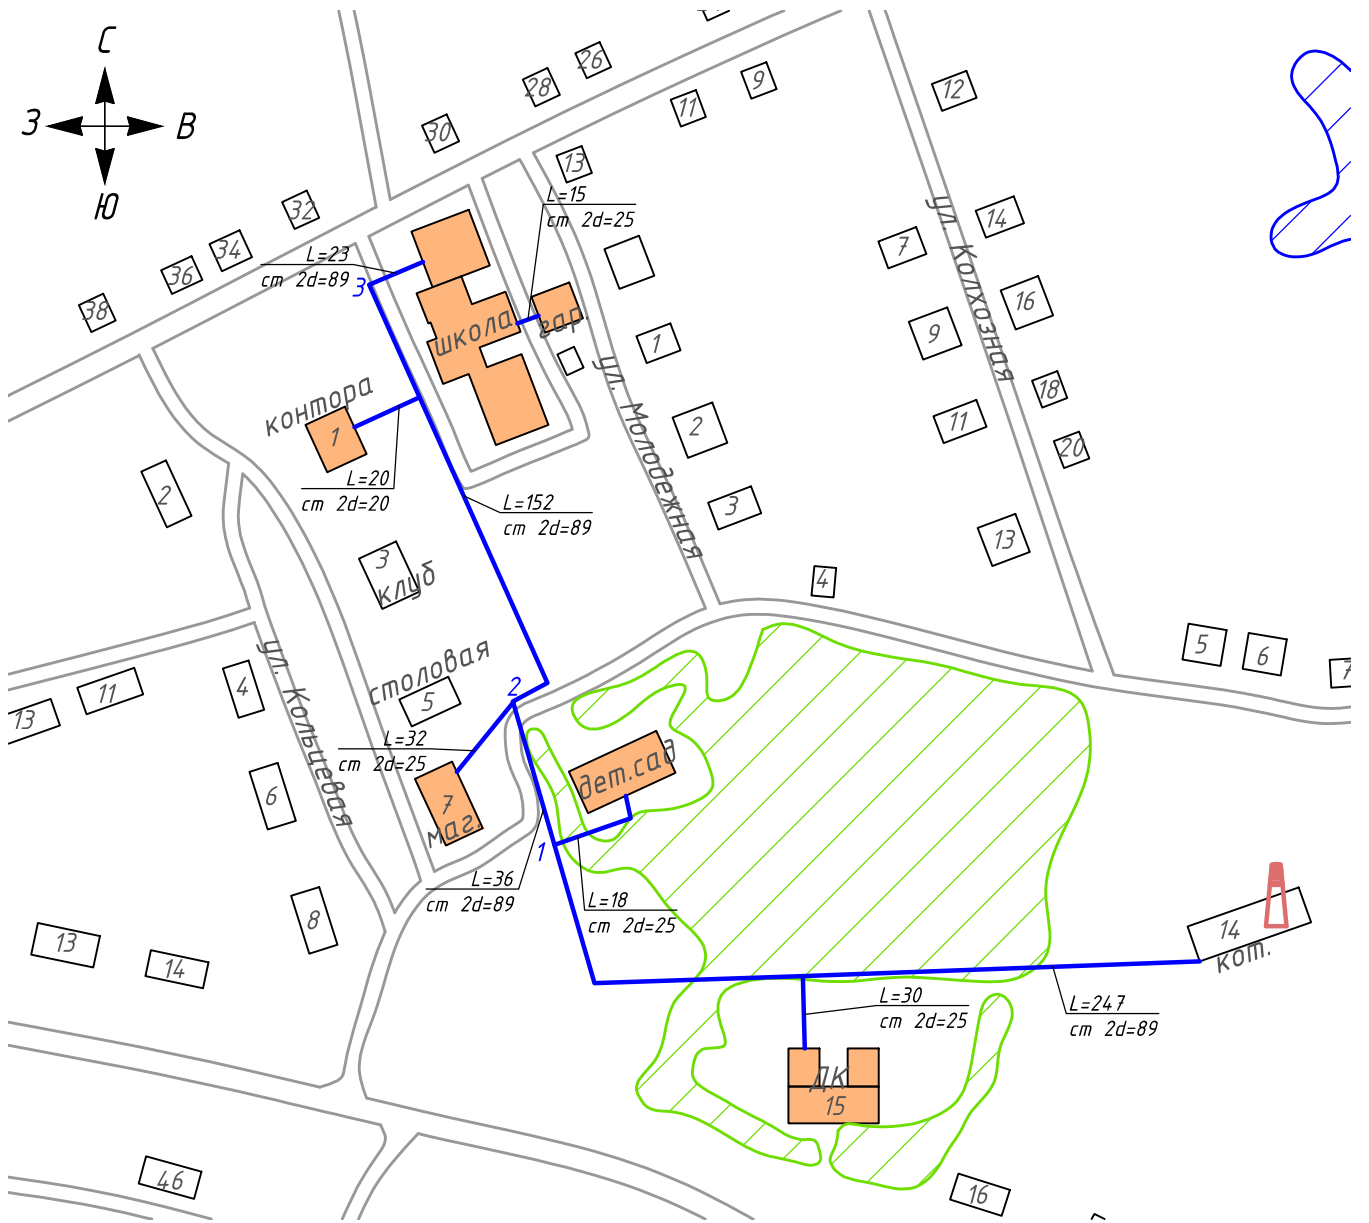 С
З
В
Ю
26
28
30
9
11
12
13
32
34
36
38
L=15
ст 2d=25
L=23
ст 2d=89
3
школа
гар.
ул. Колхозная
14
7
16
9
18
11
20
13
1
ул. Молодежная
2
3
4
контора
1
L=20
ст 2d=20
L=152
ст 2d=89
2
3
клуб
столовая
5
2
5
6
7
ул. Кольцевая
4
11
13
6
8
13
14
L=32
ст 2d=25
7
маг.
дет.сад
1
L=36
ст 2d=89
L=18
ст 2d=25
14
кот.
L=30
ст 2d=25
L=247
ст 2d=89
ДК
15
46
16